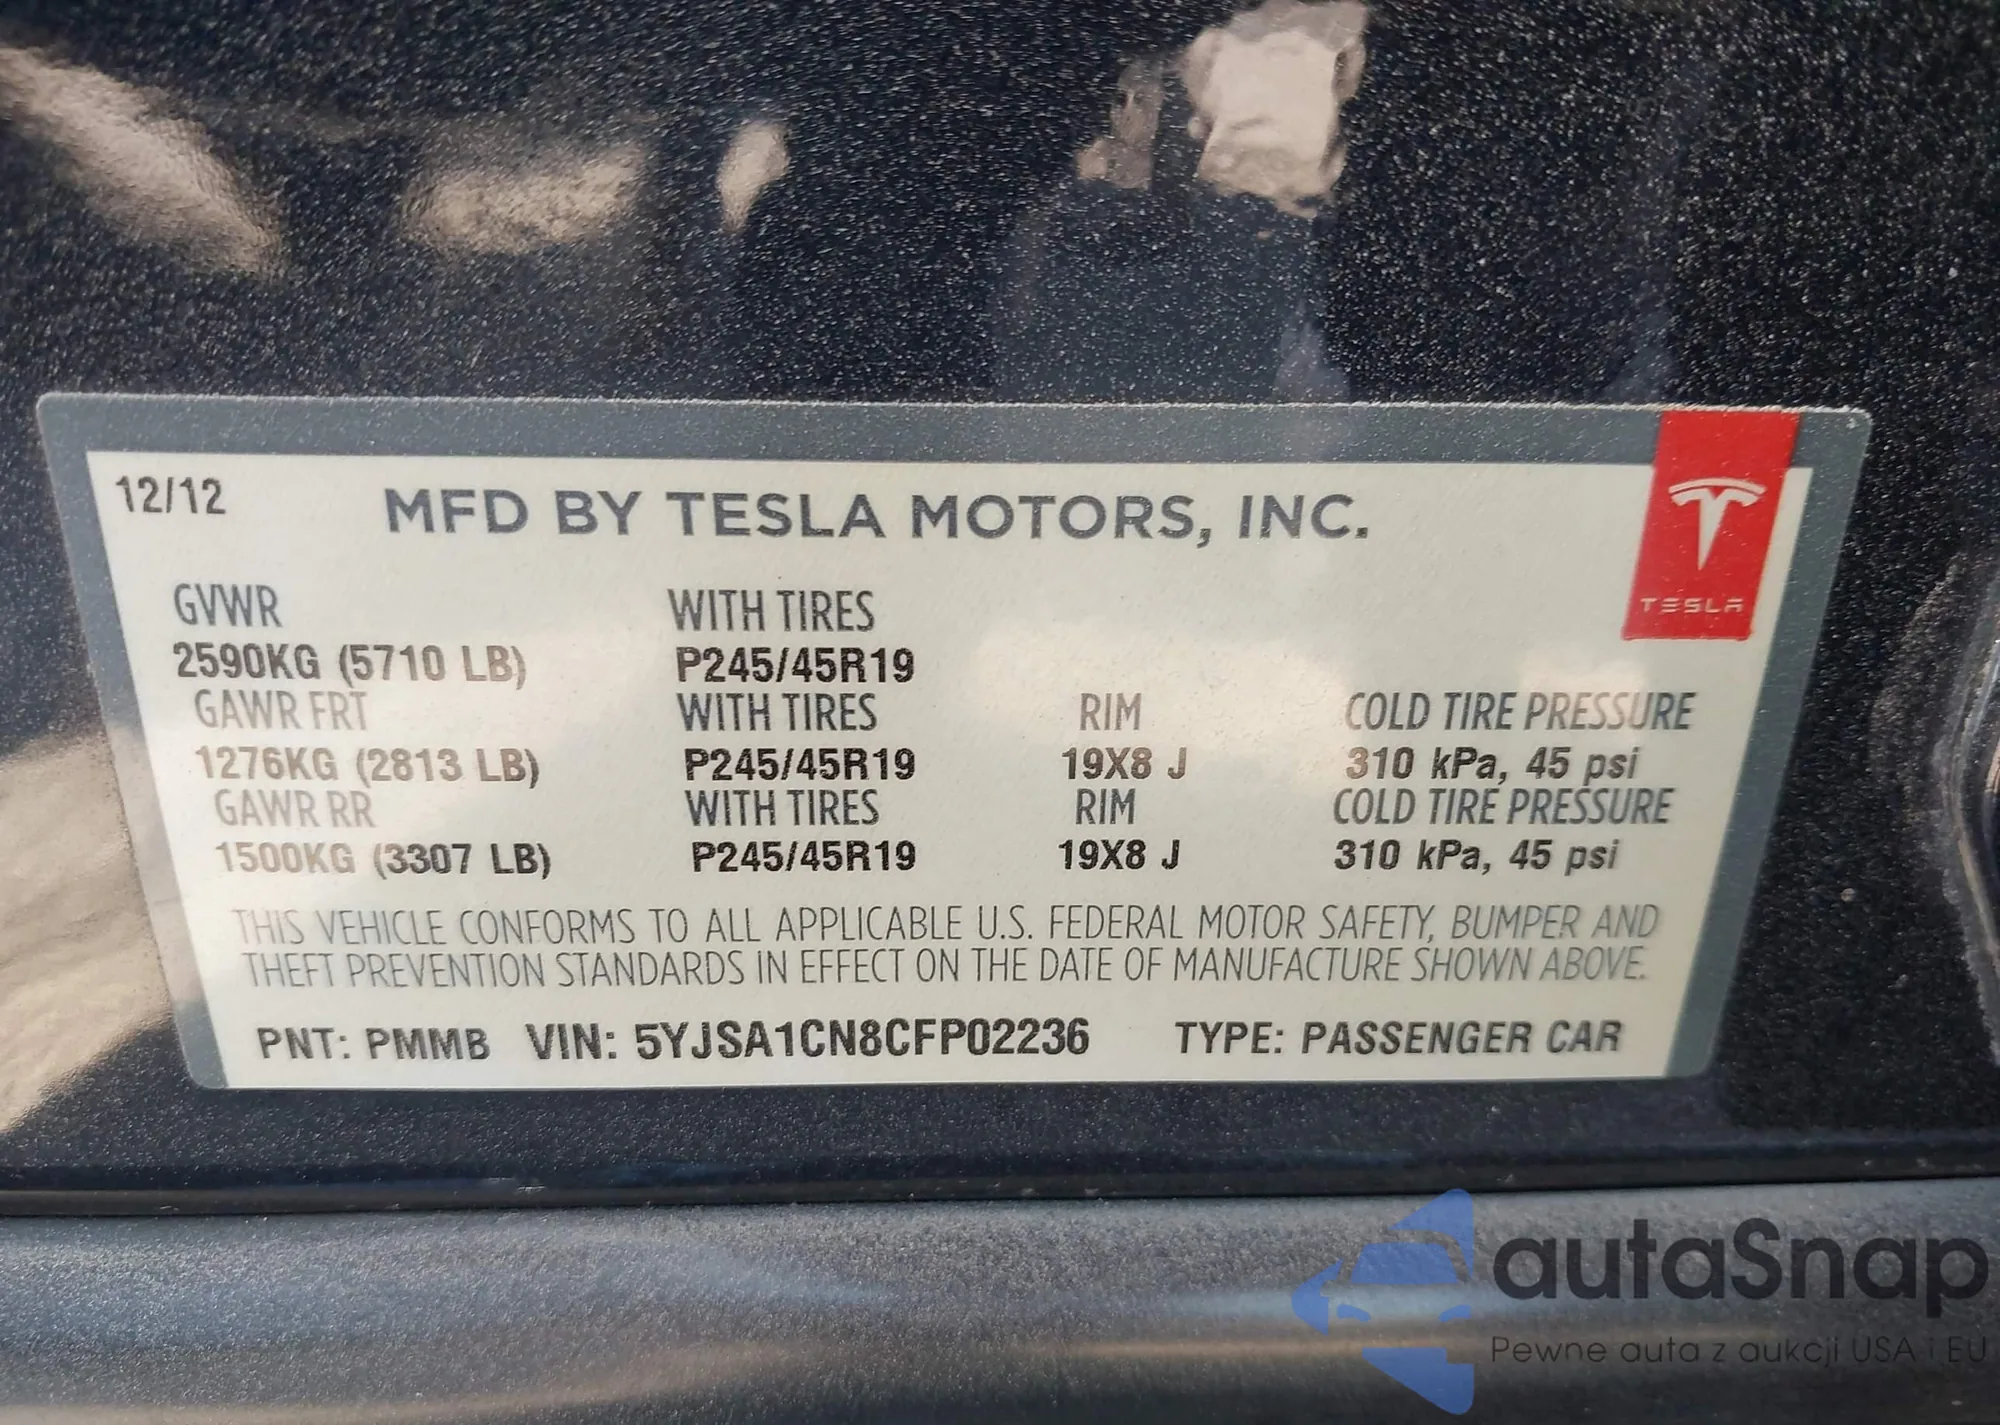 12/12 MFD BY TESLA MOTORS, INC.
TESLA
GVWR WITH TIRES
2590KG (5710 LB) P245/45R19
GAWR FRT WITH TIRES RIM COLD TIRE PRESSURE
1276KG (2813 LB) P245/45R19 19X8 J 310 kPa, 45 psi
GAWR RR WITH TIRES RIM COLD TIRE PRESSURE
1500KG (3307 LB) P245/45R19 19X8 J 310 kPa, 45 psi
THIS VEHICLE CONFORMS TO ALL APPLICABLE U.S. FEDERAL MOTOR SAFETY, BUMPER AND
THEFT PREVENTION STANDARDS IN EFFECT ON THE DATE OF MANUFACTURE SHOWN ABOVE.
PNT: PMMB VIN: 5YJSA1CN8CFP02236 TYPE: PASSENGER CAR
autaSnap
Pewne auta z aukcji USA i EU